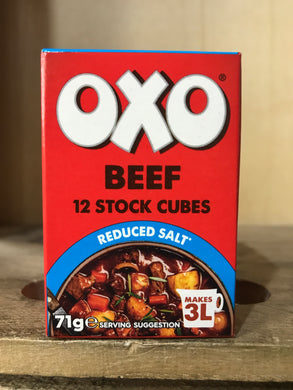 OXO®
BEEF
12 STOCK CUBES
REDUCED SALT*
MAKES
3L
71g℮ SERVING SUGGESTION